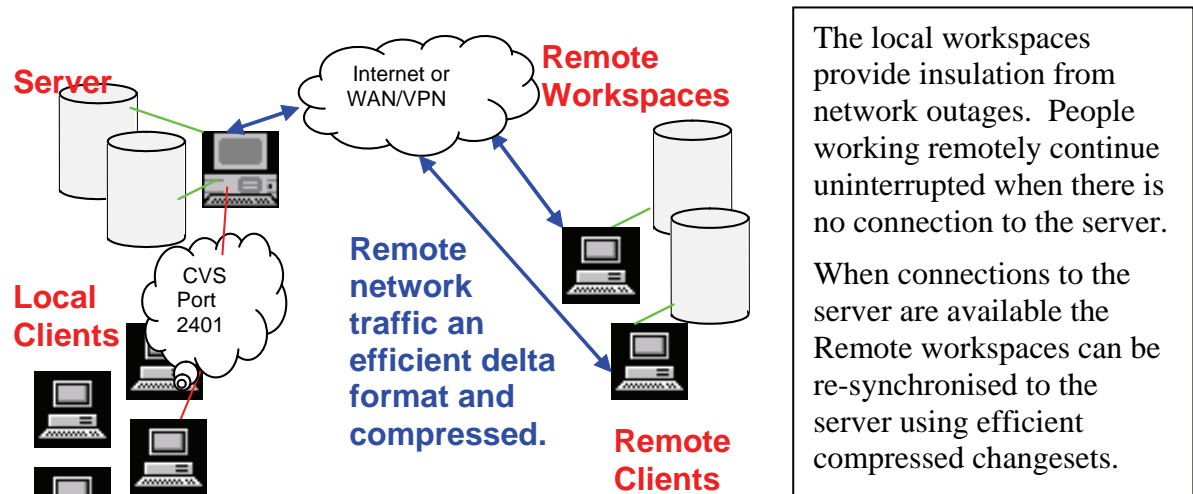 Server
Internet or
WAN/VPN
Remote
Workspaces
CVS
Port
2401
Local
Clients
Remote
network
traffic an
efficient delta
format and
compressed.
Remote
Clients
The local workspaces
provide insulation from
network outages.  People
working remotely continue
uninterrupted when there is
no connection to the server.
When connections to the
server are available the
Remote workspaces can be
re-synchronised to the
server using efficient
compressed changesets.